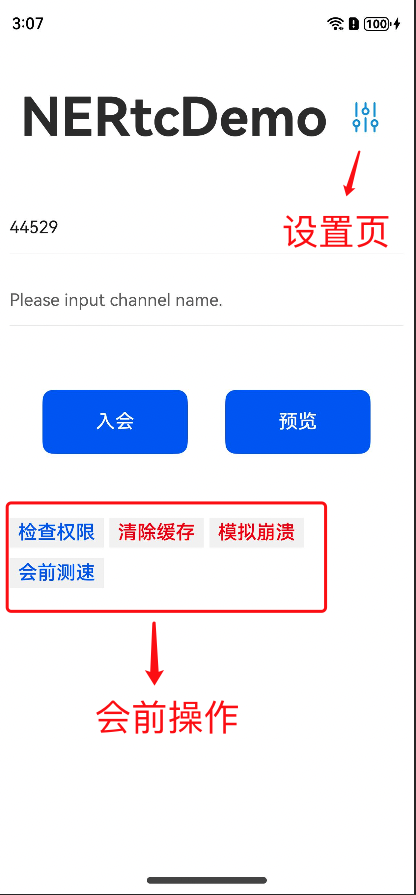 3:07
100
NERtcDemo
设置页
44529
Please input channel name.
入会 预览
检查权限 清除缓存 模拟崩溃
会前测速
会前操作